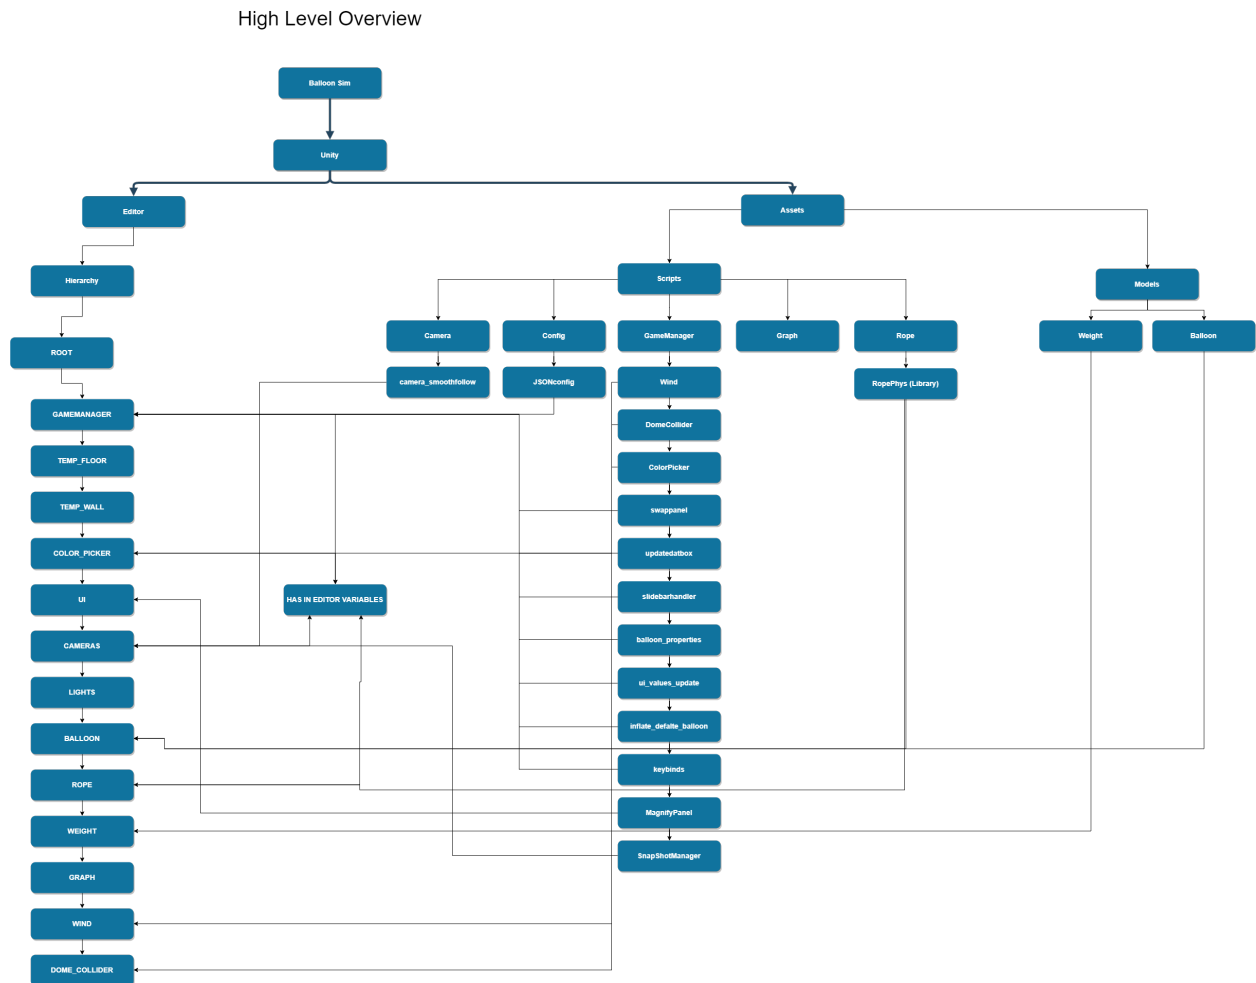 High Level Overview
Balloon Sim
Unity
Editor
Assets
Hierarchy
Scripts
Models
ROOT
Camera
Config
GameManager
Graph
Rope
Weight
Balloon
camera_smoothfollow
JSONconfig
Wind
RopePhys (Library)
GAMEMANAGER
DomeCollider
TEMP_FLOOR
ColorPicker
TEMP_WALL
swappanel
COLOR_PICKER
updatedatbox
UI
HAS IN EDITOR VARIABLES
slidebarhandler
CAMERAS
balloon_properties
LIGHTS
ui_values_update
BALLOON
inflate_defalte_balloon
ROPE
keybinds
WEIGHT
MagnifyPanel
GRAPH
SnapShotManager
WIND
DOME_COLLIDER